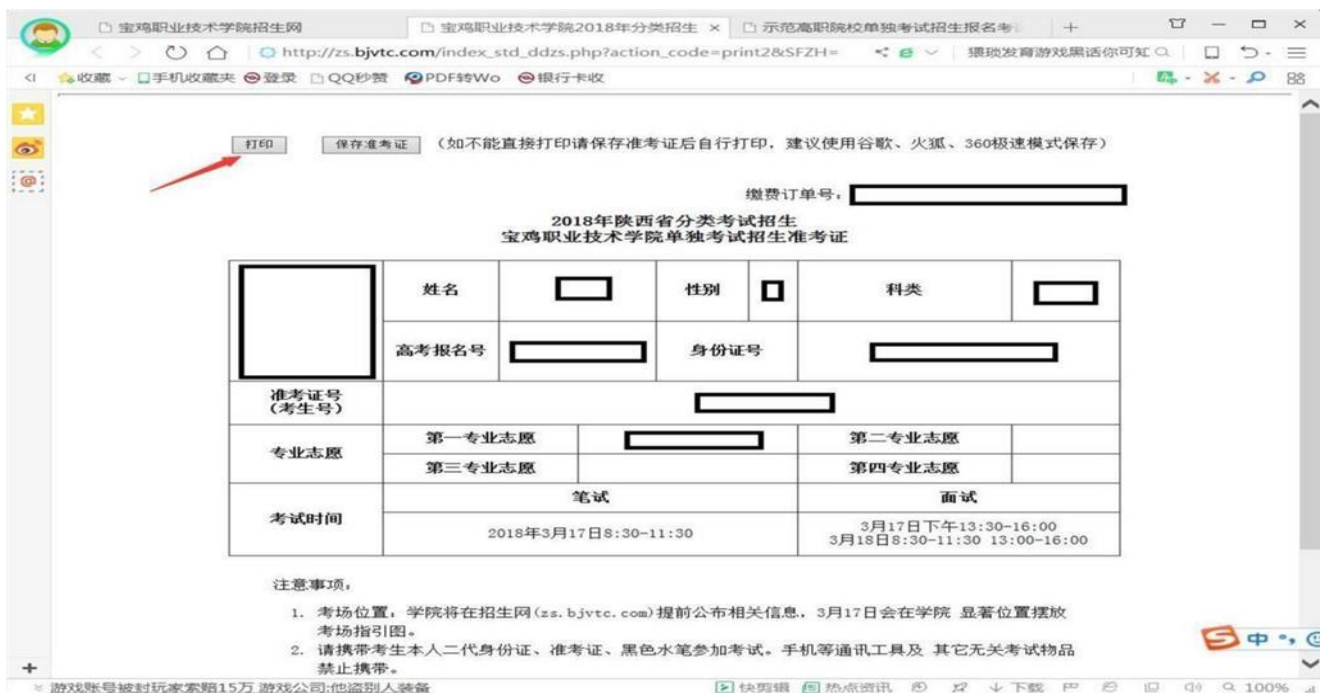 宝鸡职业技术学院招生网
宝鸡职业技术学院2018年分类招生 ×
示范高职院校单独考试招生报名考
http://zs.bjvtc.com/index_std_ddzs.php?action_code=print2&SFZH=
猥琐发育游戏黑话你可知
收藏 手机收藏夹 登录 QQ秒赞 PDF转Wo 银行卡收
打印 保存准考证 (如不能直接打印请保存准考证后自行打印，建议使用谷歌、火狐、360极速模式保存)
缴费订单号：
2018年陕西省分类考试招生
宝鸡职业技术学院单独考试招生准考证
姓名 性别 科类
高考报名号 身份证号
准考证号
(考生号)
专业志愿
第一专业志愿 第二专业志愿
第三专业志愿 第四专业志愿
考试时间
笔试 面试
2018年3月17日8:30-11:30
3月17日下午13:30-16:00
3月18日8:30-11:30 13:00-16:00
注意事项：
1. 考场位置：学院将在招生网(zs.bjvtc.com)提前公布相关信息，3月17日会在学院 显著位置摆放
考场指引图。
2. 请携带考生本人二代身份证、准考证、黑色水笔参加考试。手机等通讯工具及 其它无关考试物品
禁止携带。
中
游戏账号被封玩家索赔15万 游戏公司:他盗别人装备
快剪辑 热点资讯 下载 100%